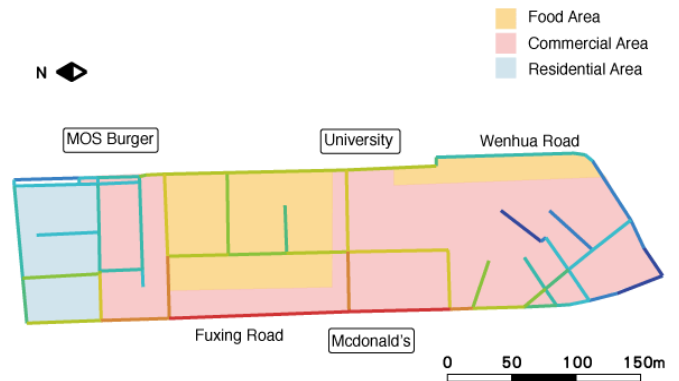 Food Area
Commercial Area
Residential Area
N
MOS Burger
University
Wenhua Road
Fuxing Road
Mcdonald's
0 50 100 150m